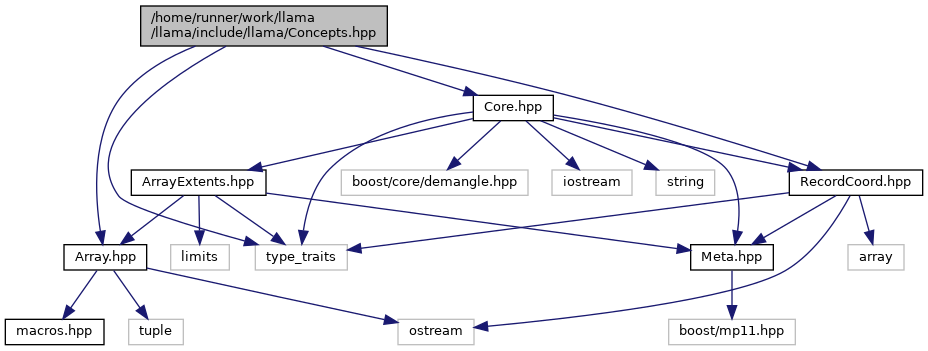 /home/runner/work/llama
/llama/include/llama/Concepts.hpp
Core.hpp
ArrayExtents.hpp
boost/core/demangle.hpp
iostream
string
RecordCoord.hpp
Array.hpp
limits
type_traits
Meta.hpp
array
macros.hpp
tuple
ostream
boost/mp11.hpp